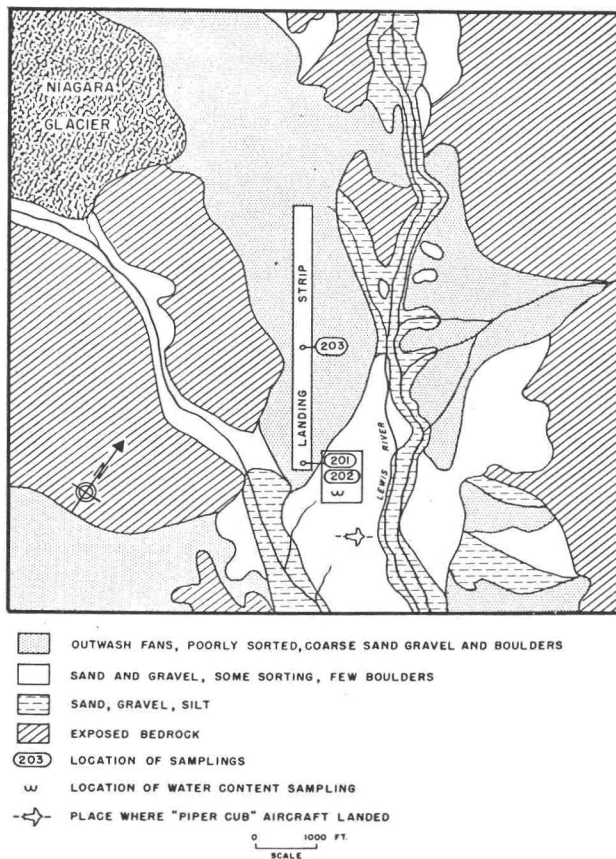 NIAGARA
GLACIER
STRIP
203
LANDING
201
202
ω
LEWIS RIVER
OUTWASH FANS, POORLY SORTED, COARSE SAND GRAVEL AND BOULDERS
SAND AND GRAVEL, SOME SORTING, FEW BOULDERS
SAND, GRAVEL, SILT
EXPOSED BEDROCK
203 LOCATION OF SAMPLINGS
ω LOCATION OF WATER CONTENT SAMPLING
PLACE WHERE "PIPER CUB" AIRCRAFT LANDED
0 1000 FT.
SCALE